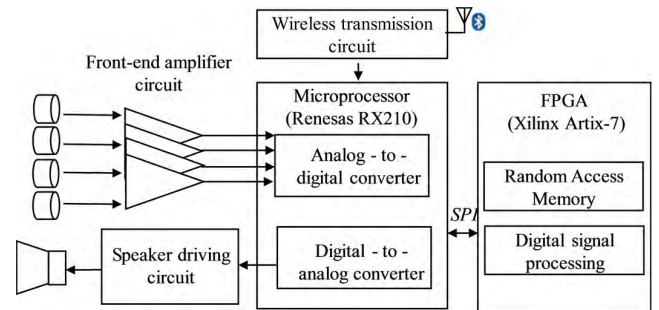 Wireless transmission
circuit
Front-end amplifier
circuit
Microprocessor
(Renesas RX210)
Analog - to -
digital converter
Digital - to -
analog converter
Speaker driving
circuit
SPI
FPGA
(Xilinx Artix-7)
Random Access
Memory
Digital signal
processing